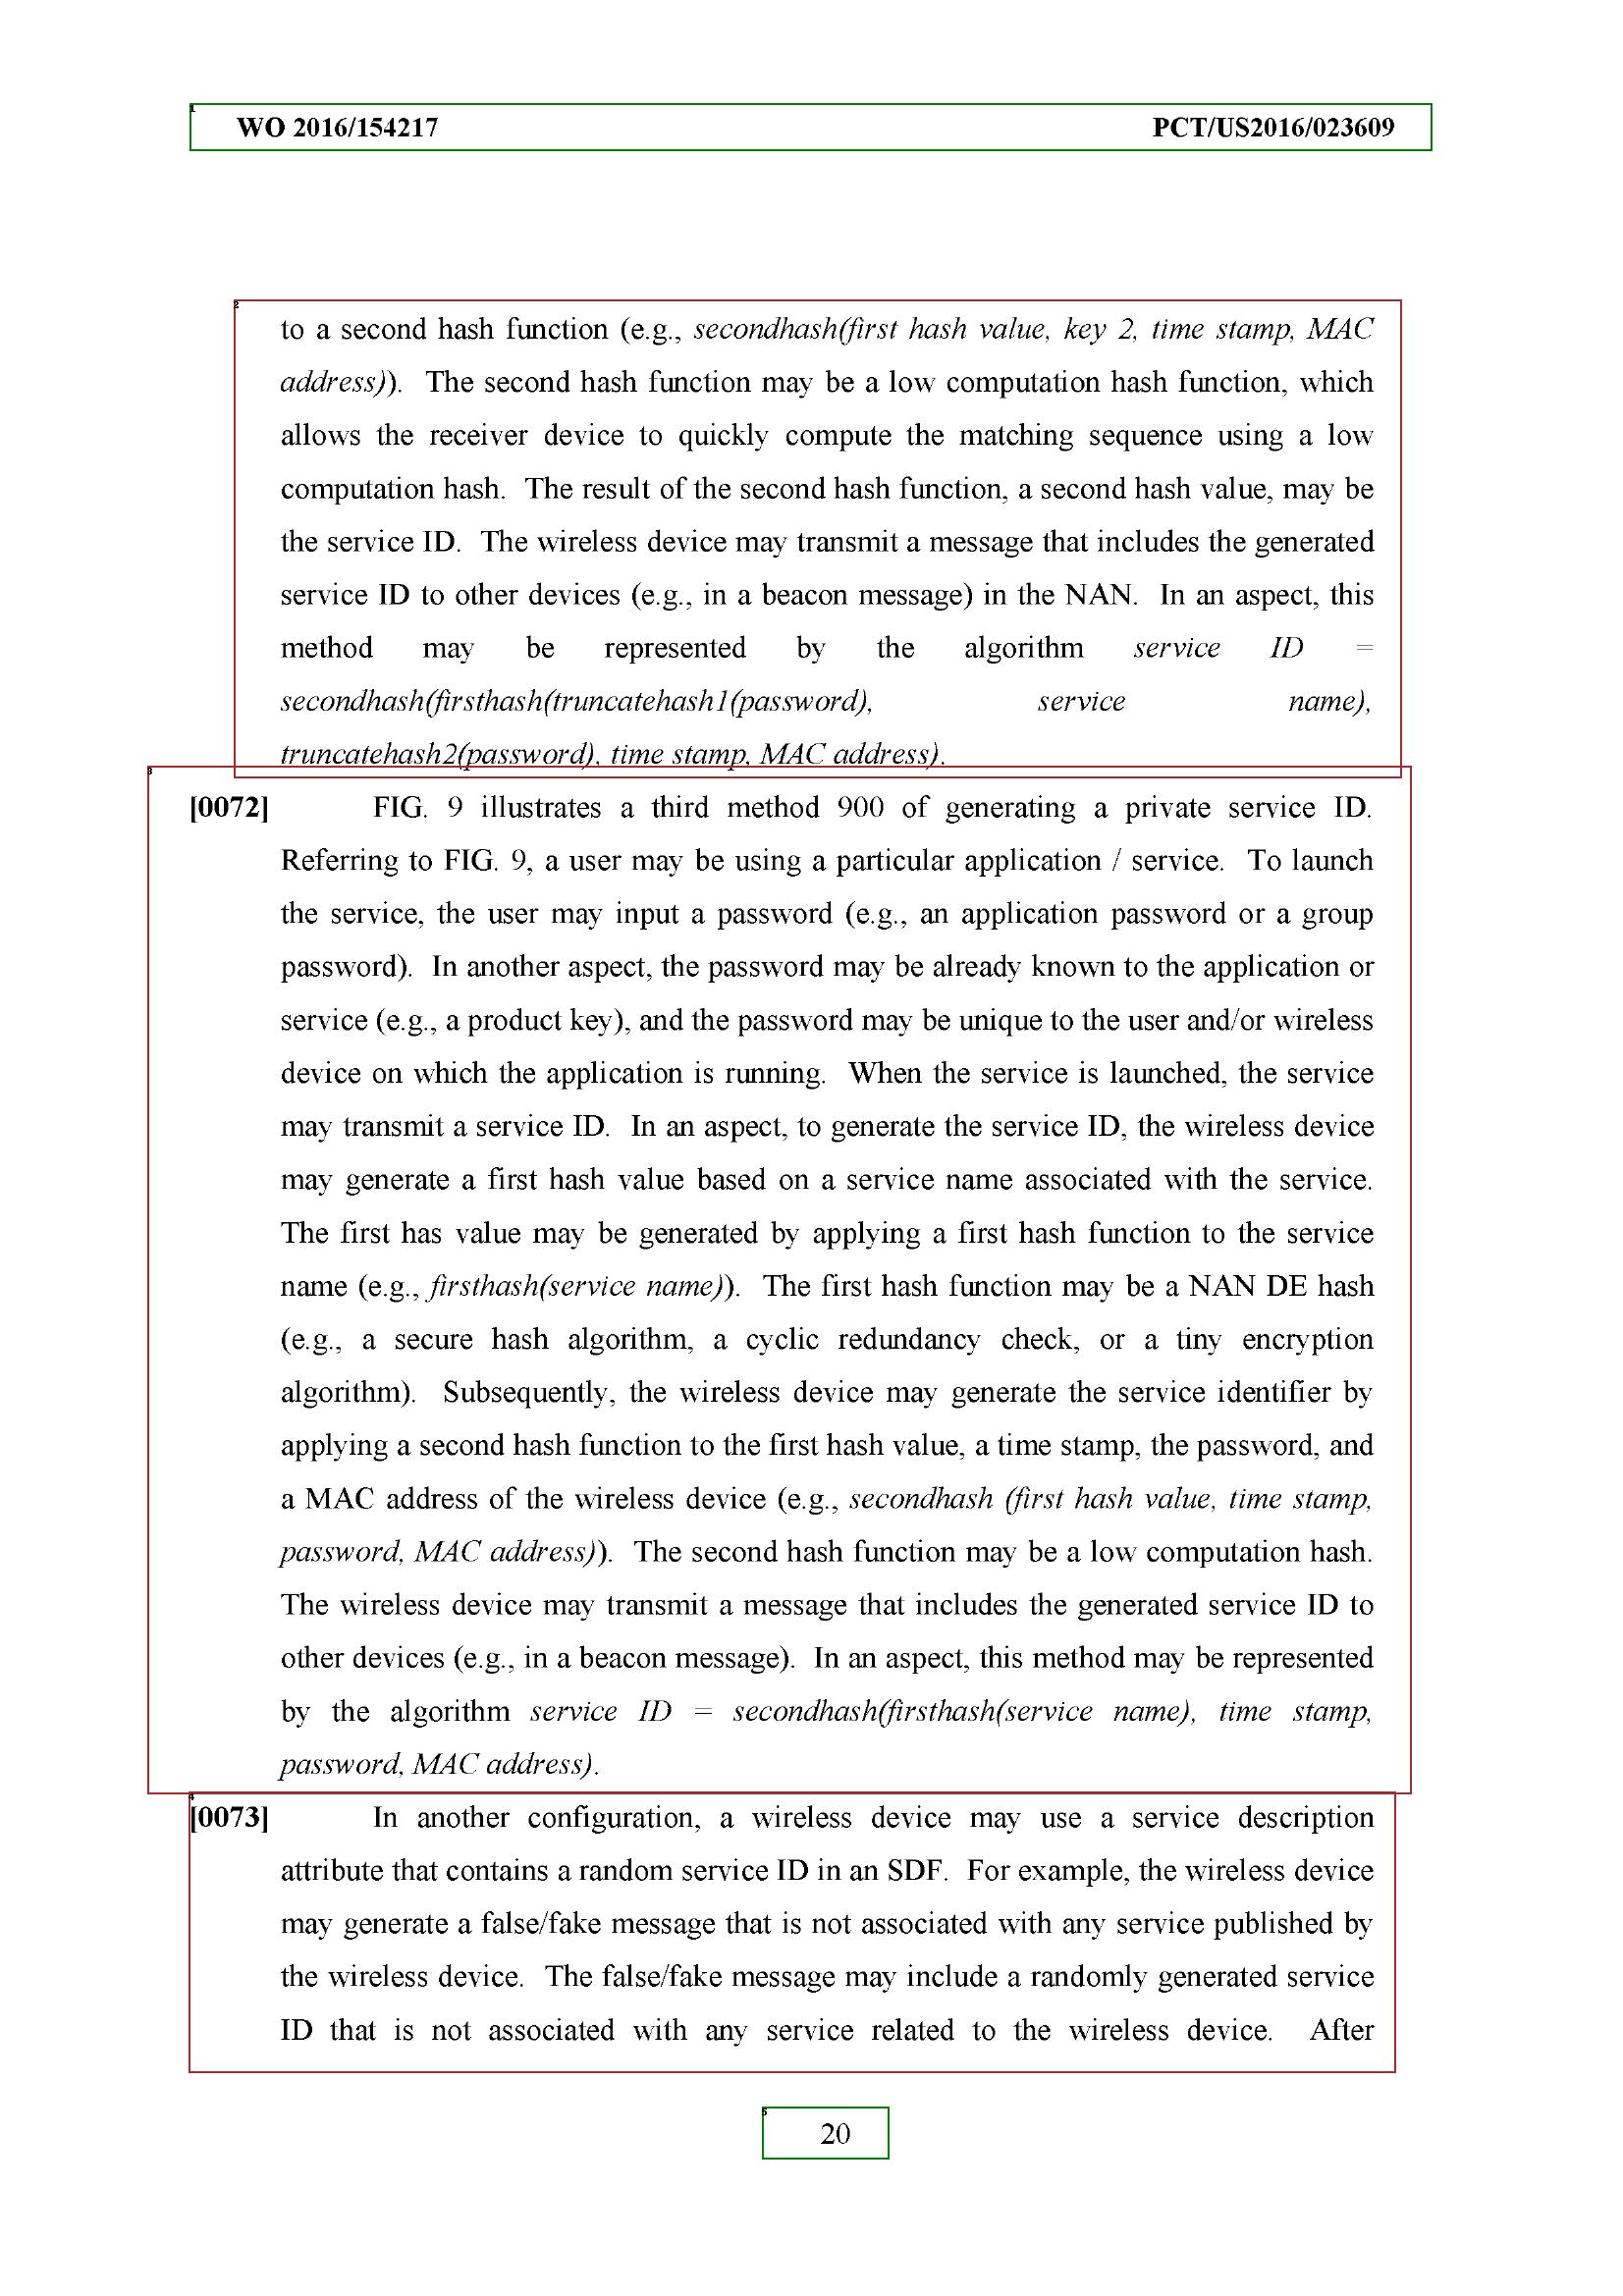 WO 2016/154217 PCT/US2016/023609
to a second hash function (e.g., secondhash(first hash value, key 2, time stamp, MAC
address)). The second hash function may be a low computation hash function, which
allows the receiver device to quickly compute the matching sequence using a low
computation hash. The result of the second hash function, a second hash value, may be
the service ID. The wireless device may transmit a message that includes the generated
service ID to other devices (e.g., in a beacon message) in the NAN. In an aspect, this
method may be represented by the algorithm service ID =
secondhash(firsthash(truncatehash1(password), service name),
truncatehash2(password), time stamp, MAC address).
[0072] FIG. 9 illustrates a third method 900 of generating a private service ID.
Referring to FIG. 9, a user may be using a particular application / service. To launch
the service, the user may input a password (e.g., an application password or a group
password). In another aspect, the password may be already known to the application or
service (e.g., a product key), and the password may be unique to the user and/or wireless
device on which the application is running. When the service is launched, the service
may transmit a service ID. In an aspect, to generate the service ID, the wireless device
may generate a first hash value based on a service name associated with the service.
The first has value may be generated by applying a first hash function to the service
name (e.g., firsthash(service name)). The first hash function may be a NAN DE hash
(e.g., a secure hash algorithm, a cyclic redundancy check, or a tiny encryption
algorithm). Subsequently, the wireless device may generate the service identifier by
applying a second hash function to the first hash value, a time stamp, the password, and
a MAC address of the wireless device (e.g., secondhash (first hash value, time stamp,
password, MAC address)). The second hash function may be a low computation hash.
The wireless device may transmit a message that includes the generated service ID to
other devices (e.g., in a beacon message). In an aspect, this method may be represented
by the algorithm service ID = secondhash(firsthash(service name), time stamp,
password, MAC address).
[0073] In another configuration, a wireless device may use a service description
attribute that contains a random service ID in an SDF. For example, the wireless device
may generate a false/fake message that is not associated with any service published by
the wireless device. The false/fake message may include a randomly generated service
ID that is not associated with any service related to the wireless device. After
20